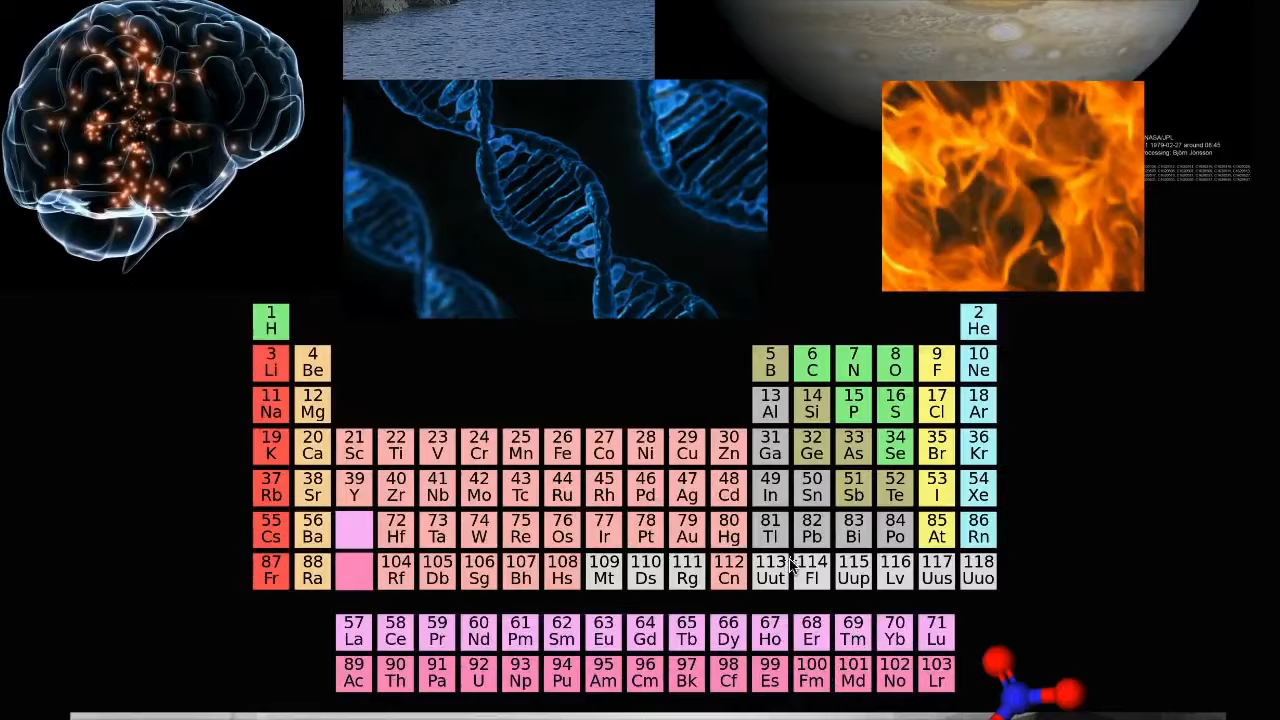 NASA/JPL
1 1979-02-27 around 08:45
ocessing: Björn Jónsson
1 2
H He
3 4 5 6 7 8 9 10
Li Be B C N O F Ne
11 12 13 14 15 16 17 18
Na Mg Al Si P S Cl Ar
19 20 21 22 23 24 25 26 27 28 29 30 31 32 33 34 35 36
K Ca Sc Ti V Cr Mn Fe Co Ni Cu Zn Ga Ge As Se Br Kr
37 38 39 40 41 42 43 44 45 46 47 48 49 50 51 52 53 54
Rb Sr Y Zr Nb Mo Tc Ru Rh Pd Ag Cd In Sn Sb Te I Xe
55 56 72 73 74 75 76 77 78 79 80 81 82 83 84 85 86
Cs Ba Hf Ta W Re Os Ir Pt Au Hg Tl Pb Bi Po At Rn
87 88 104 105 106 107 108 109 110 111 112 113 114 115 116 117 118
Fr Ra Rf Db Sg Bh Hs Mt Ds Rg Cn Uut Fl Uup Lv Uus Uuo
57 58 59 60 61 62 63 64 65 66 67 68 69 70 71
La Ce Pr Nd Pm Sm Eu Gd Tb Dy Ho Er Tm Yb Lu
89 90 91 92 93 94 95 96 97 98 99 100 101 102 103
Ac Th Pa U Np Pu Am Cm Bk Cf Es Fm Md No Lr